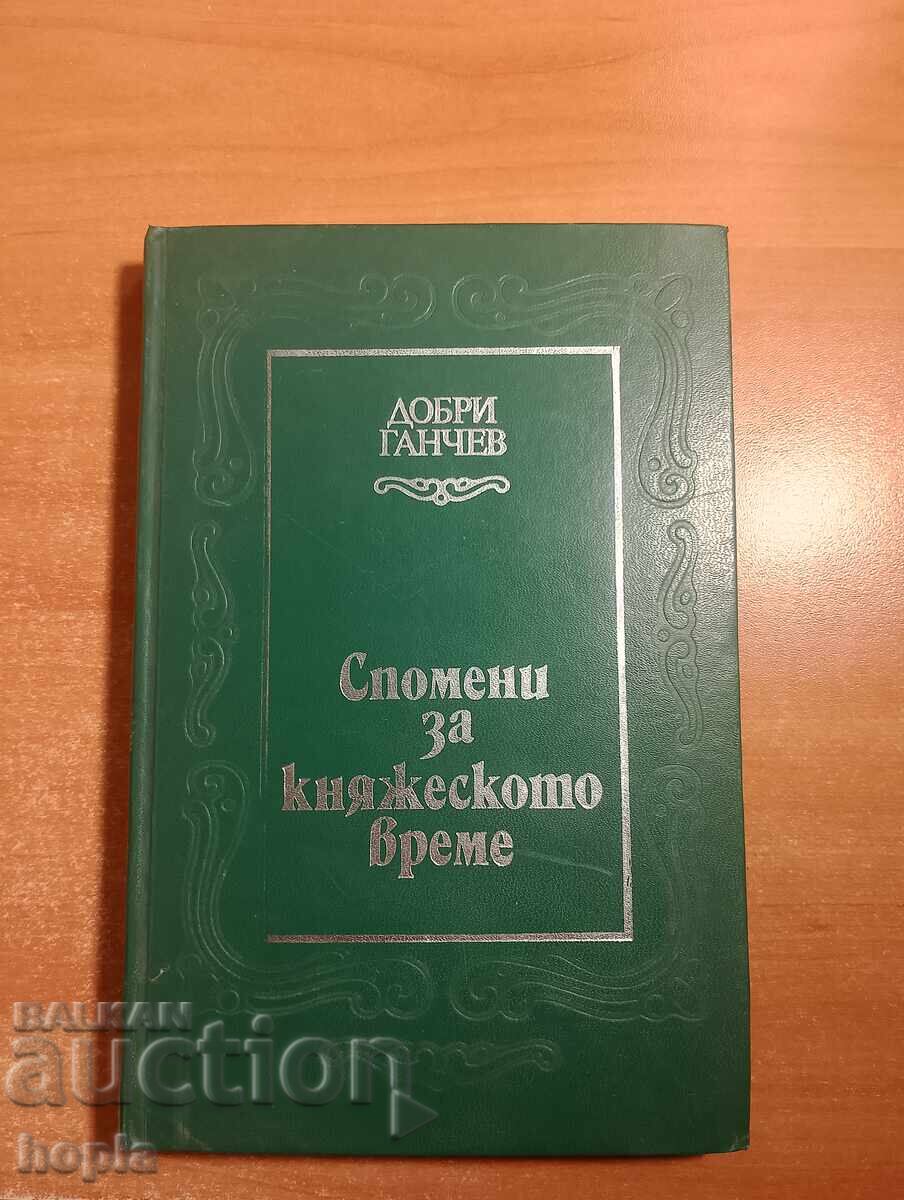 ДОБРИ
ГАНЧЕВ
Спомени
за
княжеското
време
BALKAN
auction
hopla